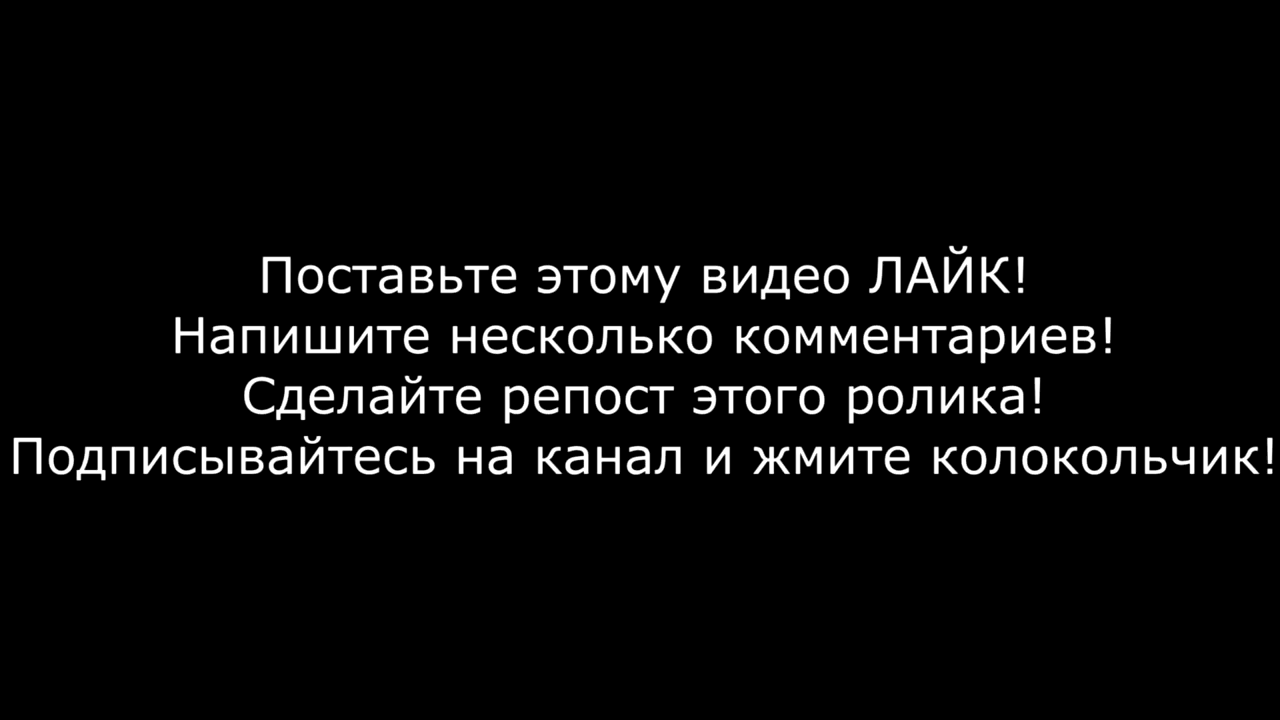 Поставьте этому видео ЛАЙК!
Напишите несколько комментариев!
Сделайте репост этого ролика!
Подписывайтесь на канал и жмите колокольчик!